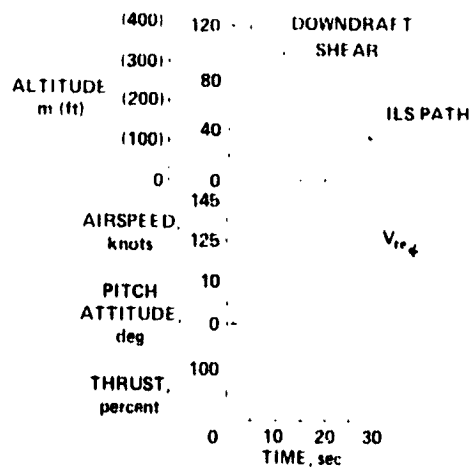 (400) 120 DOWNDRAFT
SHEAR
(300)
ALTITUDE 80
m (ft) (200)
ILS PATH
(100) 40
0 0
145
AIRSPEED,
knots 125 Vref
10
PITCH
ATTITUDE, 0
deg
100
THRUST,
percent
0 10 20 30
TIME, sec